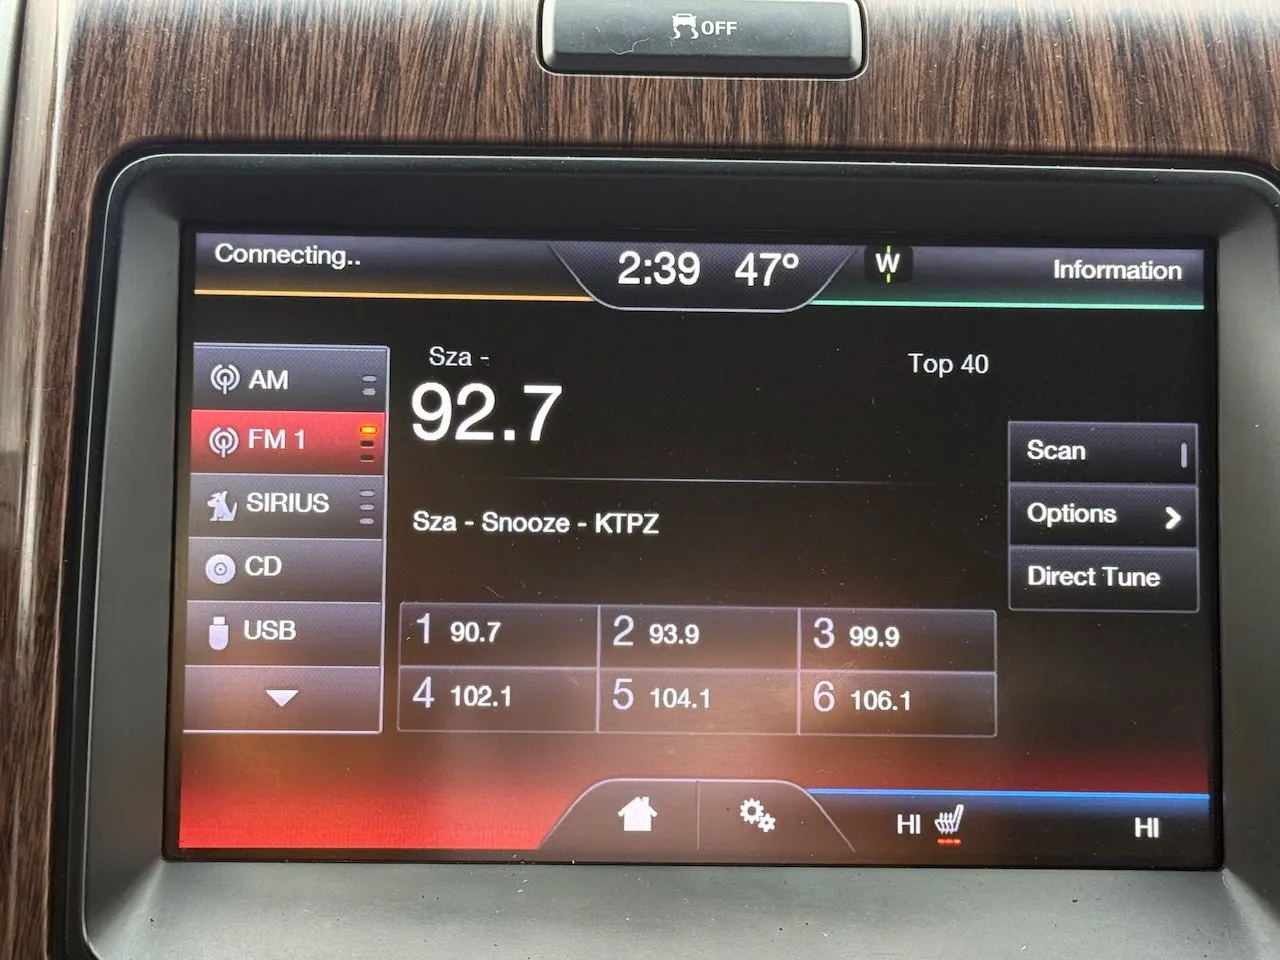 OFF
Connecting..
2:39 47°
W
Information
AM
FM 1
SIRIUS
CD
USB
Sza -
92.7
Top 40
Sza - Snooze - KTPZ
Scan
Options
Direct Tune
1 90.7
2 93.9
3 99.9
4 102.1
5 104.1
6 106.1
HI
HI